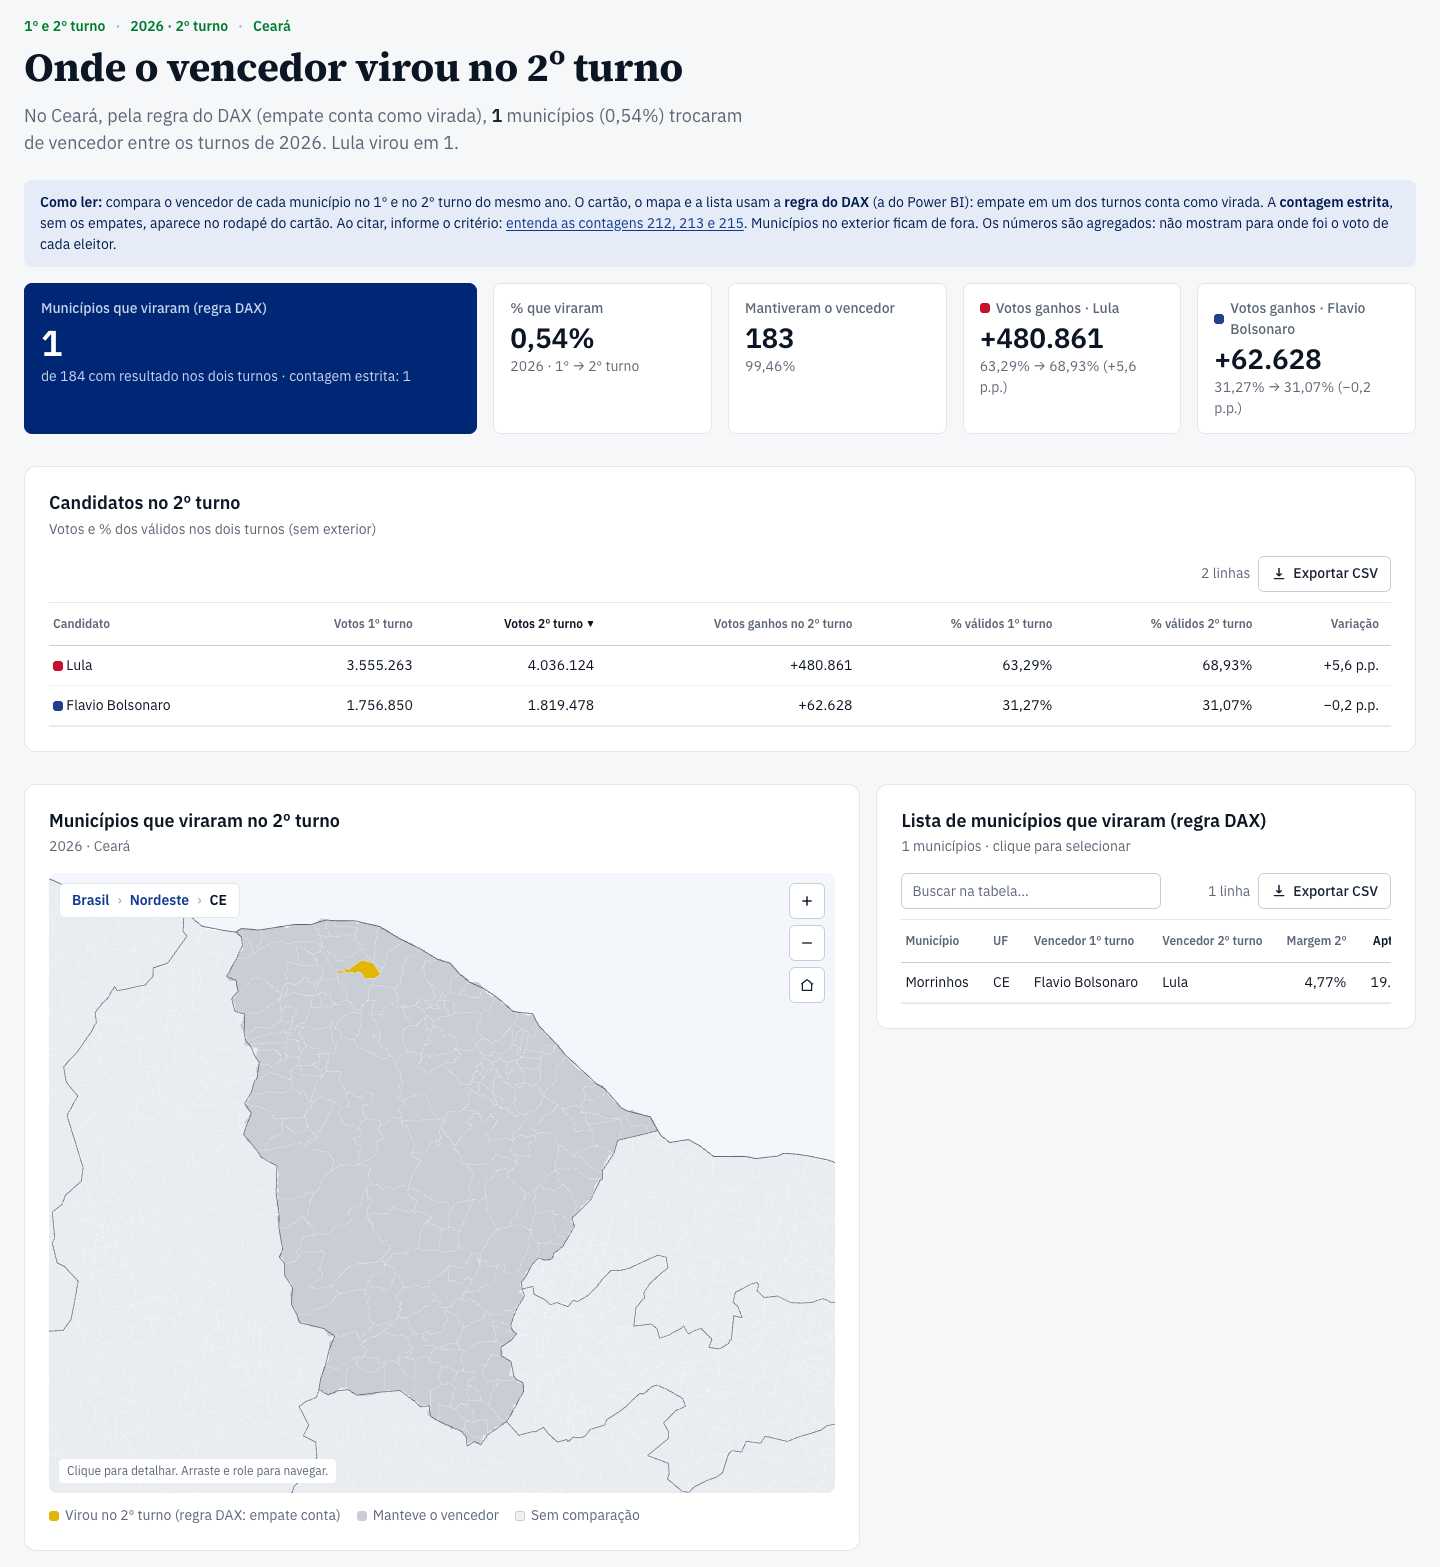 1º e 2º turno · 2026 · 2º turno · Ceará
Onde o vencedor virou no 2º turno
No Ceará, pela regra do DAX (empate conta como virada), 1 municípios (0,54%) trocaram
de vencedor entre os turnos de 2026. Lula virou em 1.
Como ler: compara o vencedor de cada município no 1º e no 2º turno do mesmo ano. O cartão, o mapa e a lista usam a regra do DAX (a do Power BI): empate em um dos turnos conta como virada. A contagem estrita,
sem os empates, aparece no rodapé do cartão. Ao citar, informe o critério: entenda as contagens 212, 213 e 215. Municípios no exterior ficam de fora. Os números são agregados: não mostram para onde foi o voto de
cada eleitor.
Municípios que viraram (regra DAX)
1
de 184 com resultado nos dois turnos · contagem estrita: 1
% que viraram
0,54%
2026 · 1º → 2º turno
Mantiveram o vencedor
183
99,46%
Votos ganhos · Lula
+480.861
63,29% → 68,93% (+5,6
p.p.)
Votos ganhos · Flavio
Bolsonaro
+62.628
31,27% → 31,07% (−0,2
p.p.)
Candidatos no 2º turno
Votos e % dos válidos nos dois turnos (sem exterior)
2 linhas Exportar CSV
Candidato Votos 1º turno Votos 2º turno ▼ Votos ganhos no 2º turno % válidos 1º turno % válidos 2º turno Variação
Lula 3.555.263 4.036.124 +480.861 63,29% 68,93% +5,6 p.p.
Flavio Bolsonaro 1.756.850 1.819.478 +62.628 31,27% 31,07% −0,2 p.p.
Municípios que viraram no 2º turno
2026 · Ceará
Brasil › Nordeste › CE
+
−
Clique para detalhar. Arraste e role para navegar.
Virou no 2º turno (regra DAX: empate conta) Manteve o vencedor Sem comparação
Lista de municípios que viraram (regra DAX)
1 municípios · clique para selecionar
Buscar na tabela... 1 linha Exportar CSV
Município UF Vencedor 1º turno Vencedor 2º turno Margem 2º Apt
Morrinhos CE Flavio Bolsonaro Lula 4,77% 19.